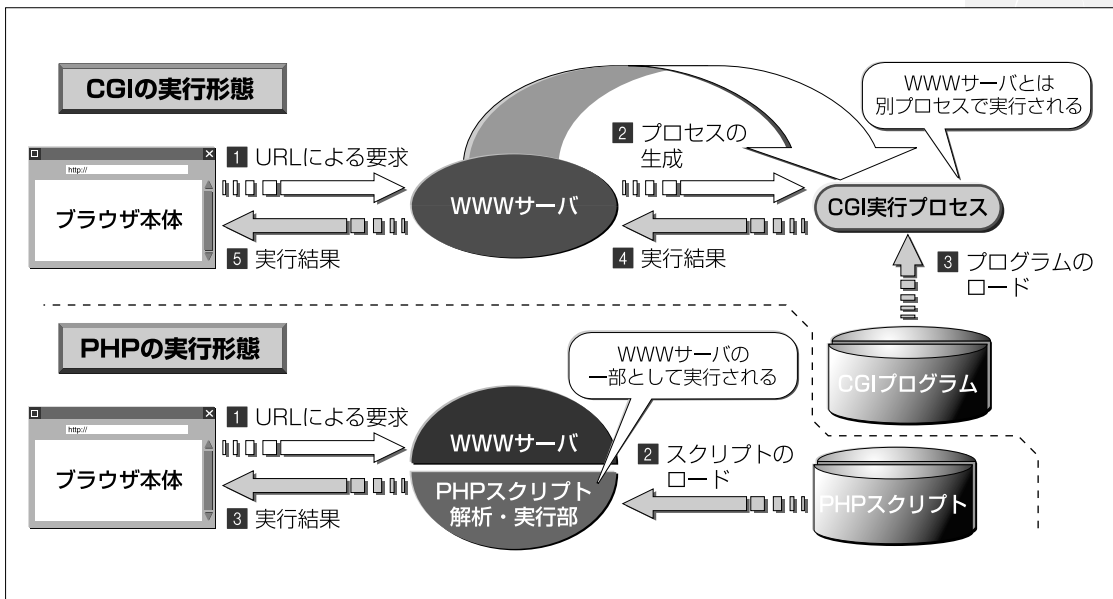 CGIの実行形態
WWWサーバとは
別プロセスで実行される
1 URLによる要求
2 プロセスの
生成
http://
ブラウザ本体
WWWサーバ
CGI実行プロセス
5 実行結果
4 実行結果
3 プログラムの
ロード
CGIプログラム
PHPの実行形態
WWWサーバの
一部として実行される
1 URLによる要求
http://
ブラウザ本体
WWWサーバ
PHPスクリプト
解析・実行部
2 スクリプトの
ロード
PHPスクリプト
3 実行結果